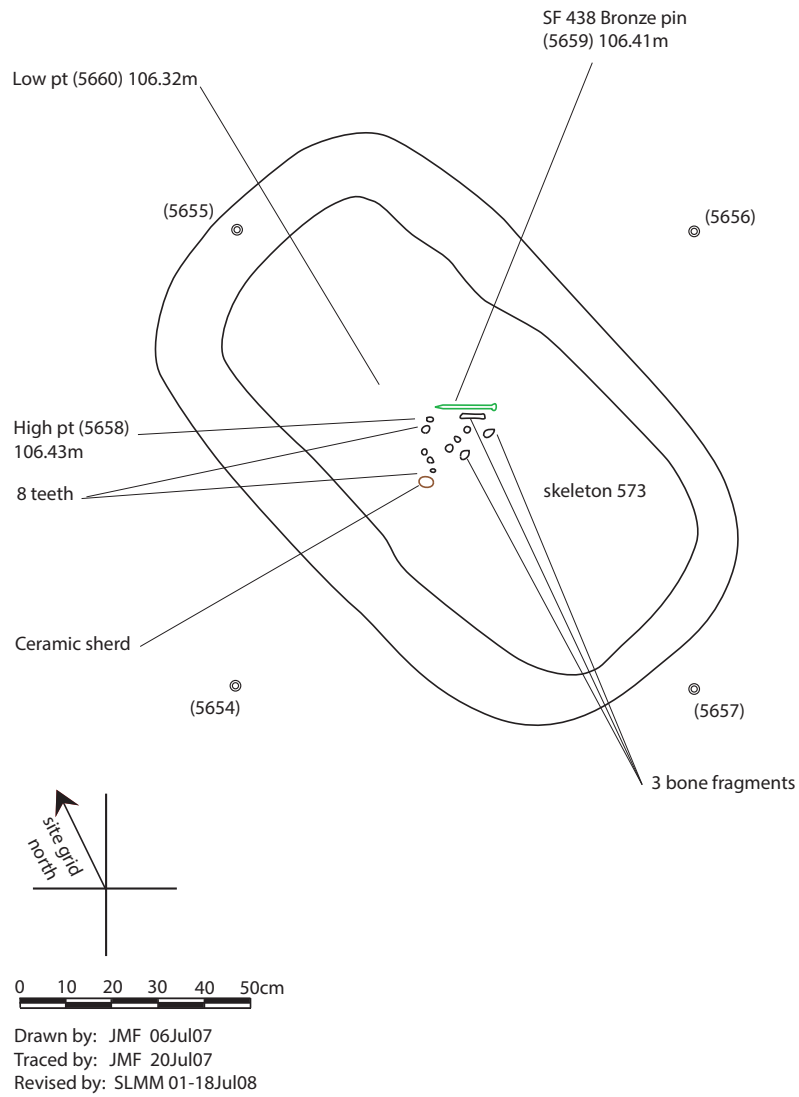 SF 438 Bronze pin
(5659) 106.41m
Low pt (5660) 106.32m
(5655)
(5656)
High pt (5658)
106.43m
8 teeth
skeleton 573
Ceramic sherd
(5654)
(5657)
3 bone fragments
site grid
north
0 10 20 30 40 50cm
Drawn by: JMF 06Jul07
Traced by: JMF 20Jul07
Revised by: SLMM 01-18Jul08